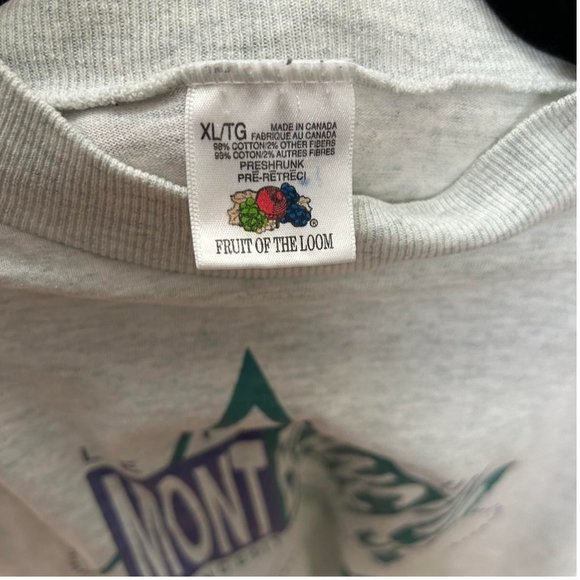 XL/TG
MADE IN CANADA
FABRIQUE AU CANADA
98% COTTON/2% OTHER FIBERS
98% COTON/2% AUTRES FIBRES
PRESHRUNK
PRÉ-RÉTRÉCI
®
FRUIT OF THE LOOM
LE
MONT